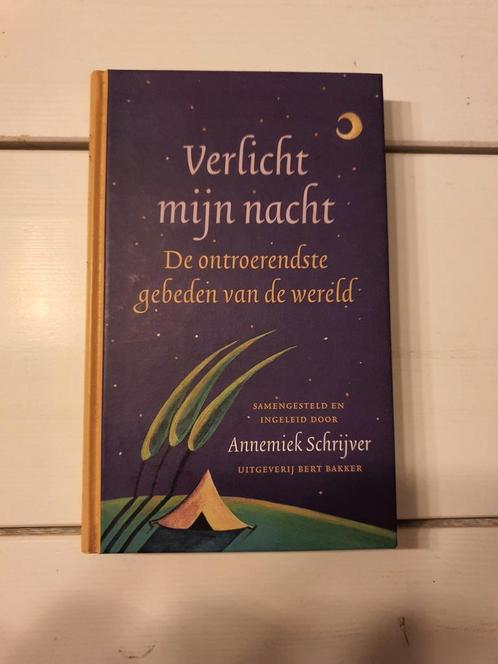 Verlicht
mijn nacht
De ontroerendste
gebeden van de wereld
SAMENGESTELD EN
INGELEID DOOR
Annemiek Schrijver
UITGEVERIJ BERT BAKKER